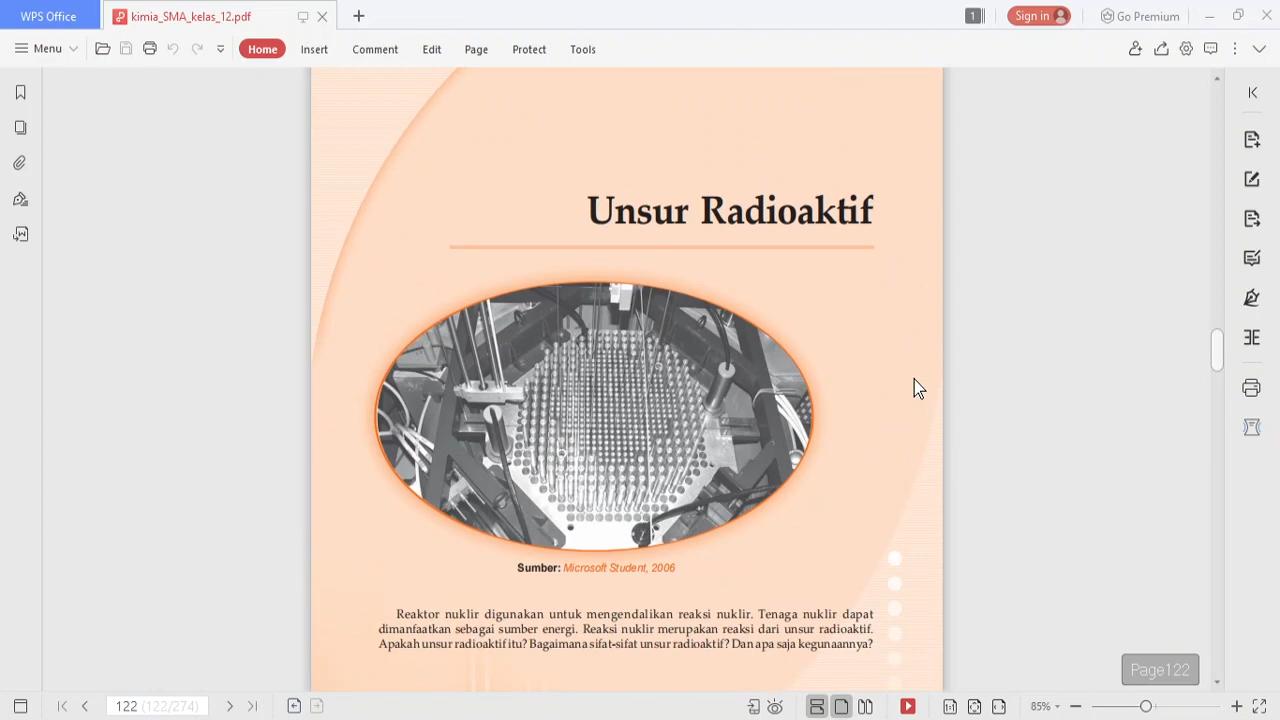 WPS Office
kimia_SMA_kelas_12.pdf
1
Sign in
Go Premium
Menu
Home
Insert
Comment
Edit
Page
Protect
Tools
Unsur Radioaktif
Sumber: Microsoft Student, 2006
Reaktor nuklir digunakan untuk mengendalikan reaksi nuklir. Tenaga nuklir dapat
dimanfaatkan sebagai sumber energi. Reaksi nuklir merupakan reaksi dari unsur radioaktif.
Apakah unsur radioaktif itu? Bagaimana sifat-sifat unsur radioaktif? Dan apa saja kegunaannya?
Page122
122 (122/274)
85%